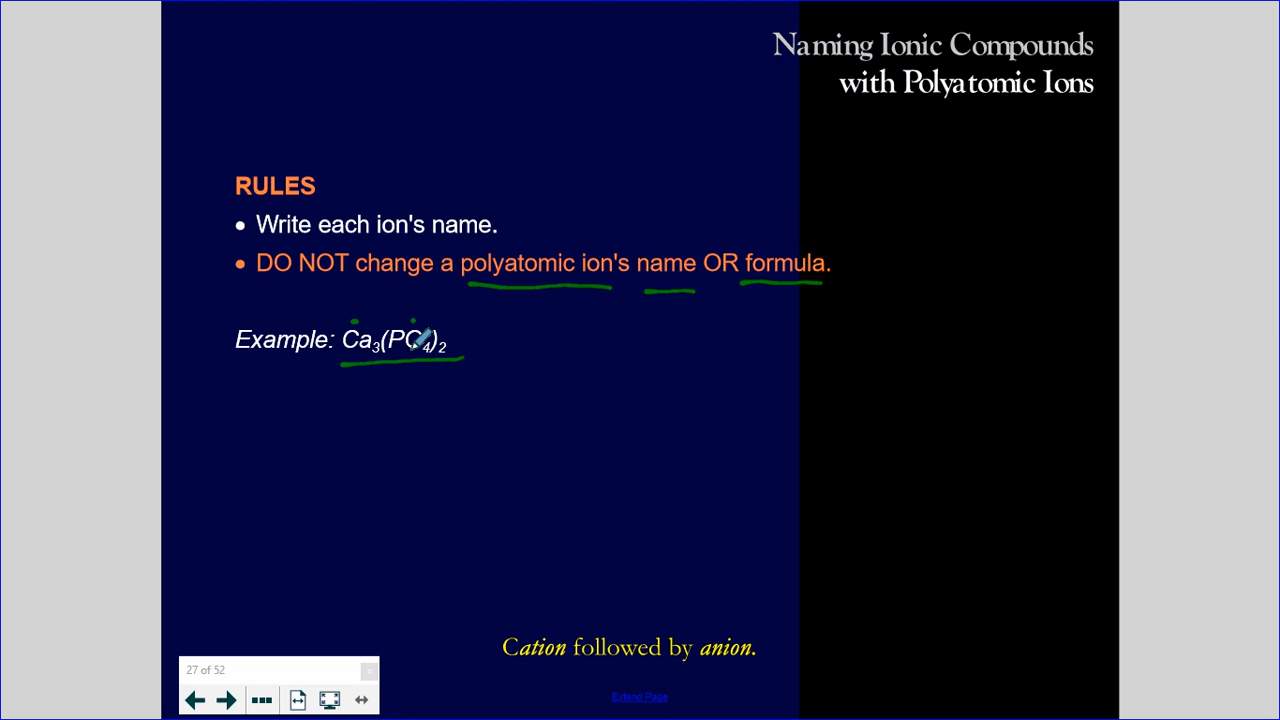 Naming Ionic Compounds
with Polyatomic Ions
RULES
• Write each ion's name.
• DO NOT change a polyatomic ion's name OR formula.
Example: Ca₃(PO₄)₂
Cation followed by anion.
27 of 52
Extend Page